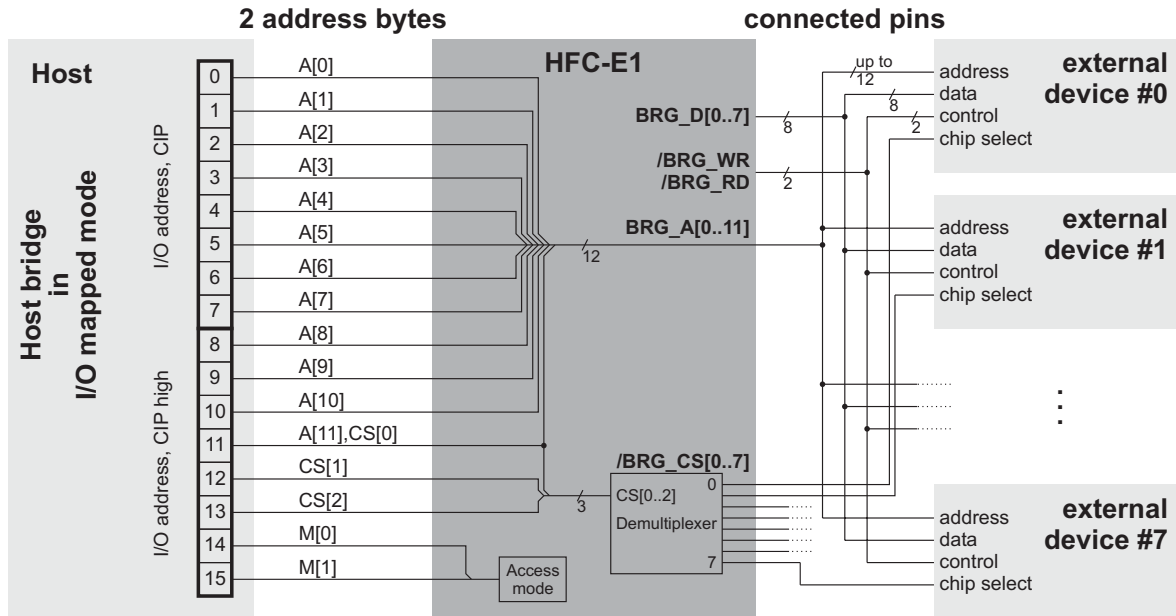 2 address bytes
connected pins
Host
HFC-E1
Host bridge
in
I/O mapped mode
I/O address, CIP
I/O address, CIP high
0
1
2
3
4
5
6
7
8
9
10
11
12
13
14
15
A[0]
A[1]
A[2]
A[3]
A[4]
A[5]
A[6]
A[7]
A[8]
A[9]
A[10]
A[11],CS[0]
CS[1]
CS[2]
M[0]
M[1]
12
3
Access
mode
BRG_D[0..7]
8
/BRG_WR
/BRG_RD
2
BRG_A[0..11]
/BRG_CS[0..7]
CS[0..2]
Demultiplexer
0
7
up to
12
8
2
address
data
control
chip select
external
device #0
address
data
control
chip select
external
device #1
address
data
control
chip select
external
device #7